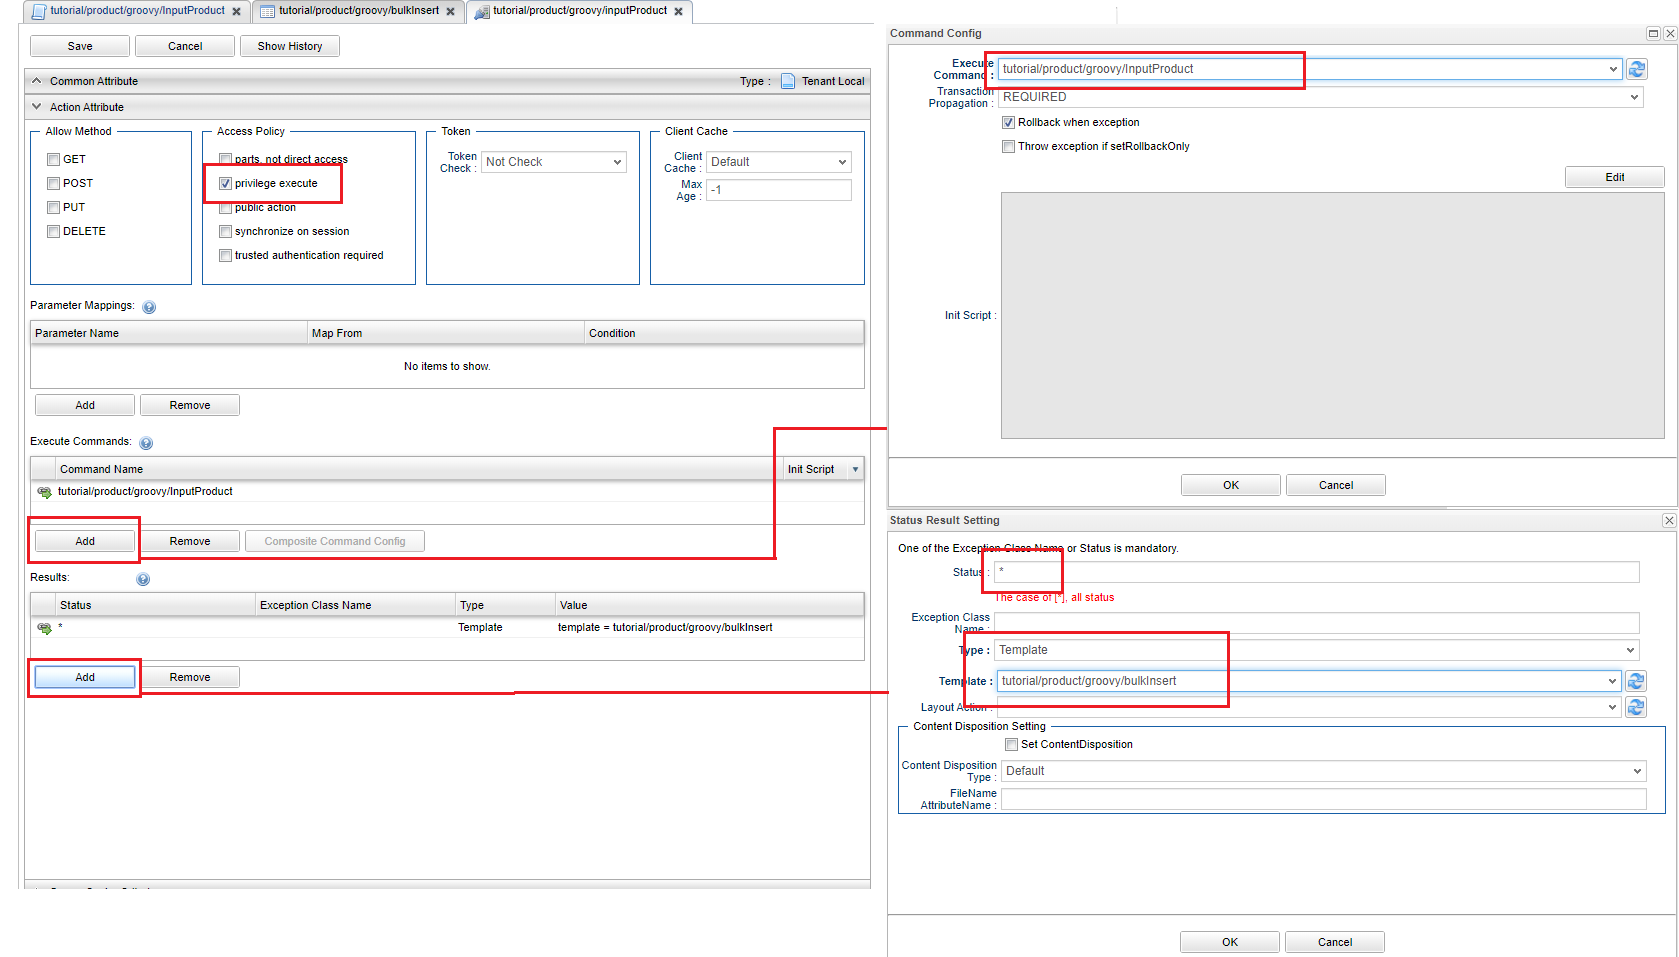 tutorial/product/groovy/InputProduct
tutorial/product/groovy/bulkInsert
tutorial/product/groovy/inputProduct
Save
Cancel
Show History
Common Attribute
Type :
Tenant Local
Action Attribute
Allow Method
GET
POST
PUT
DELETE
Access Policy
parts, not direct access
privilege execute
public action
synchronize on session
trusted authentication required
Token
Token
Check :
Not Check
Client Cache
Client
Cache :
Default
Max
Age :
-1
Parameter Mappings:
Parameter Name
Map From
Condition
No items to show.
Add
Remove
Execute Commands:
Command Name
Init Script
tutorial/product/groovy/InputProduct
Add
Remove
Composite Command Config
Results:
Status
Exception Class Name
Type
Value
*
Template
template = tutorial/product/groovy/bulkInsert
Add
Remove
Command Config
Execute
Command :
tutorial/product/groovy/InputProduct
Transaction
Propagation :
REQUIRED
Rollback when exception
Throw exception if setRollbackOnly
Edit
Init Script :
OK
Cancel
Status Result Setting
One of the Exception Class Name or Status is mandatory.
Status :
*
The case of [*], all status
Exception Class
Name :
Type :
Template
Template :
tutorial/product/groovy/bulkInsert
Layout Action :
Content Disposition Setting
Set ContentDisposition
Content Disposition
Type :
Default
FileName
AttributeName :
OK
Cancel